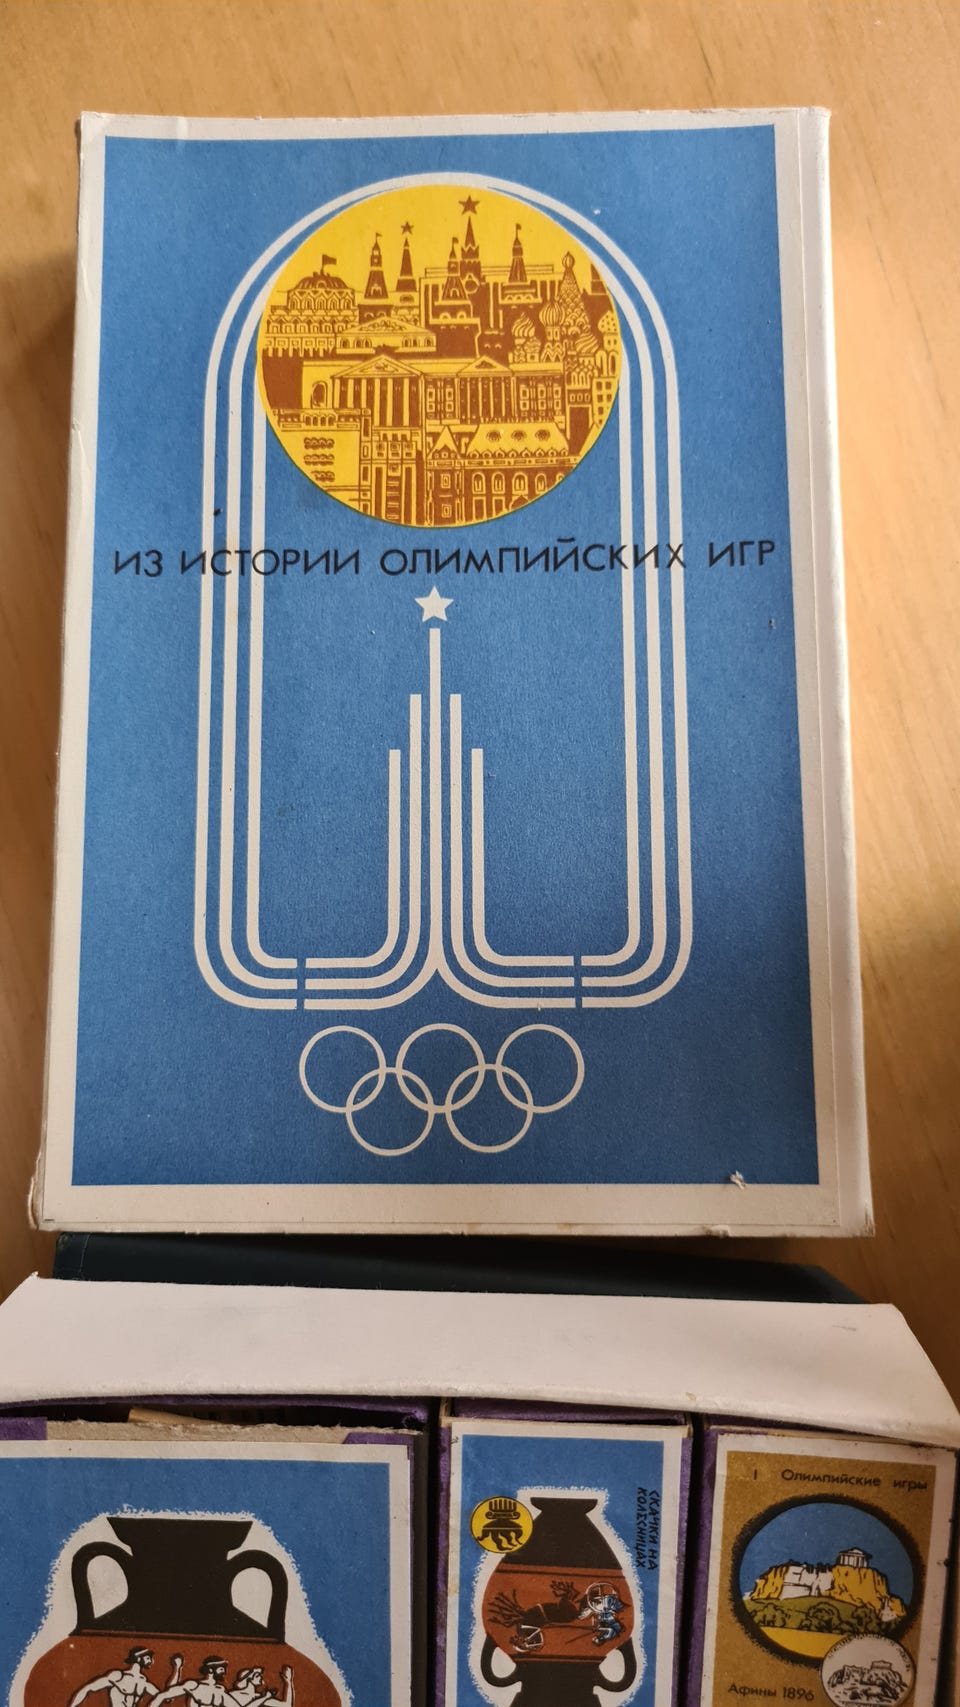 ИЗ ИСТОРИИ ОЛИМПИЙСКИХ ИГР
СКАЧКИ НА
КОЛЕСНИЦАХ
I Олимпийские игры
Афины 1896